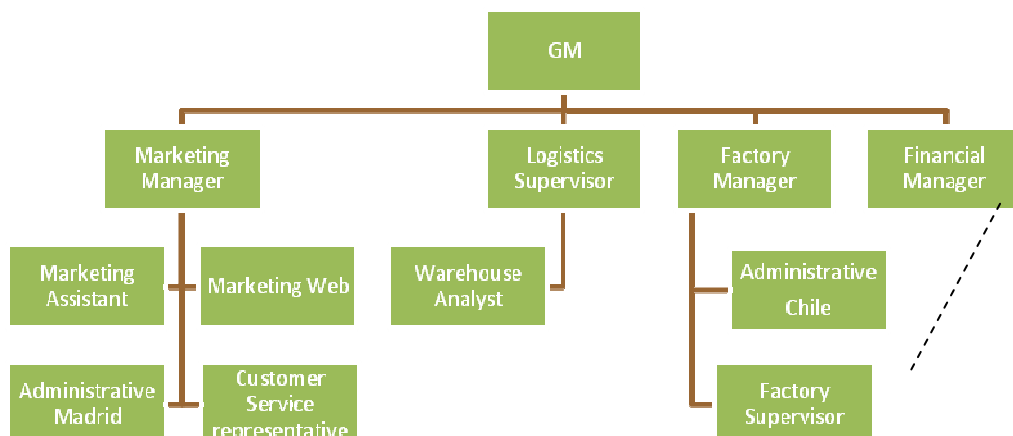 GM
Marketing
Manager
Logistics
Supervisor
Factory
Manager
Financial
Manager
Marketing
Assistant
Marketing Web
Warehouse
Analyst
Administrative
Chile
Administrative
Madrid
Customer
Service
representative
Factory
Supervisor